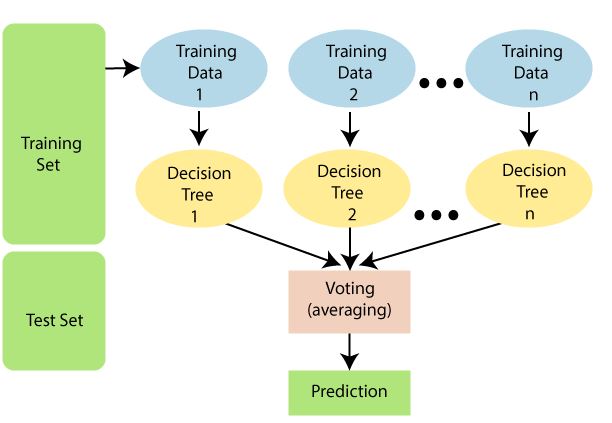 Training
Set
Training
Data
1
Training
Data
2
Training
Data
n
Decision
Tree
1
Decision
Tree
2
Decision
Tree
n
Test Set
Voting
(averaging)
Prediction